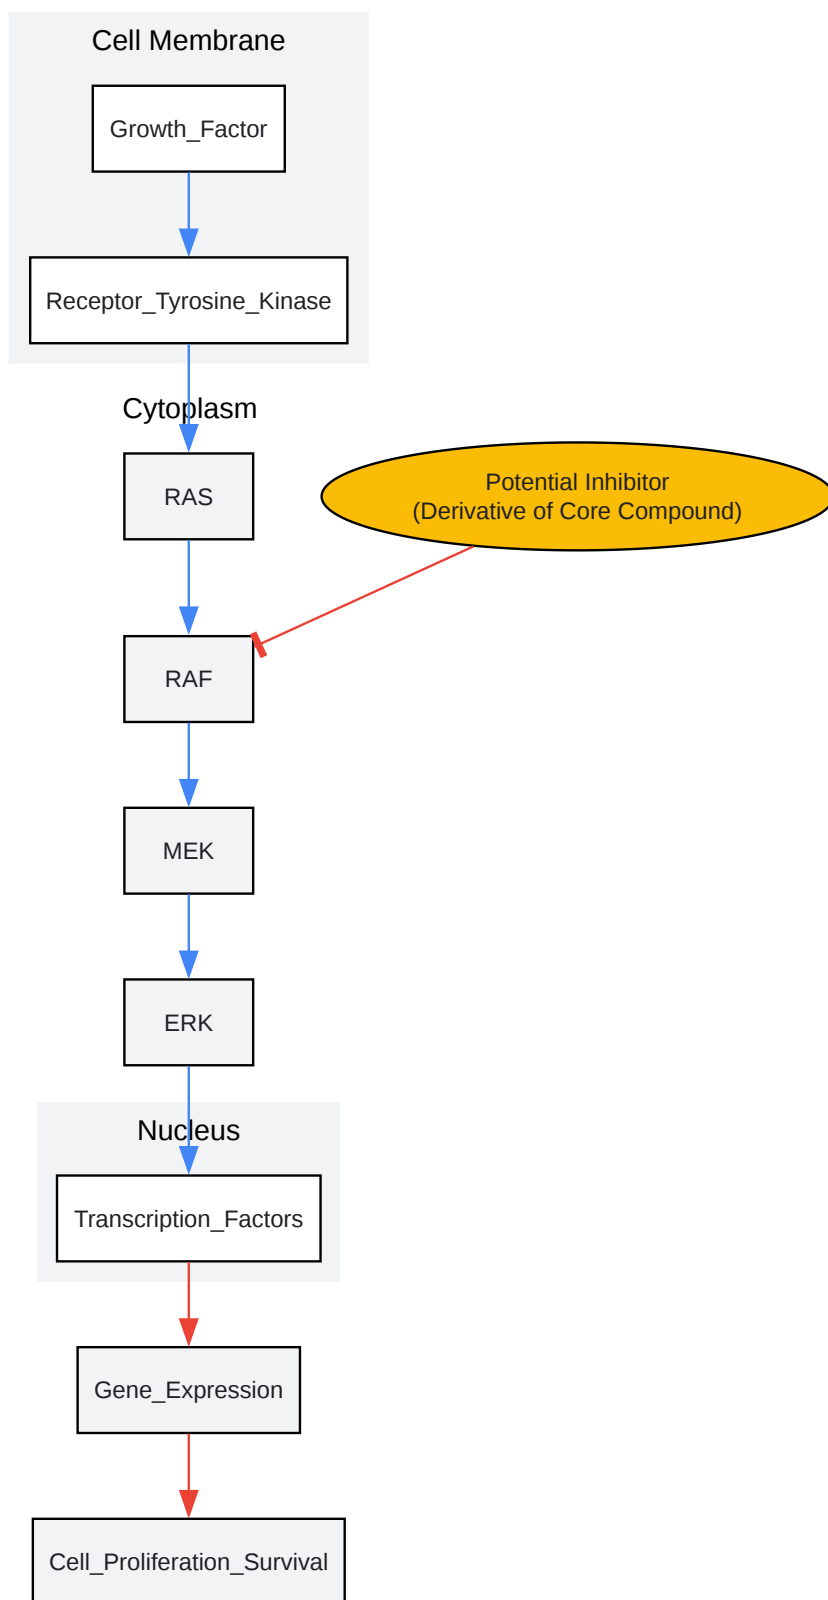 Cell Membrane
Growth_Factor
Receptor_Tyrosine_Kinase
Cytoplasm
RAS
Potential Inhibitor
(Derivative of Core Compound)
RAF
MEK
ERK
Nucleus
Transcription_Factors
Gene_Expression
Cell_Proliferation_Survival